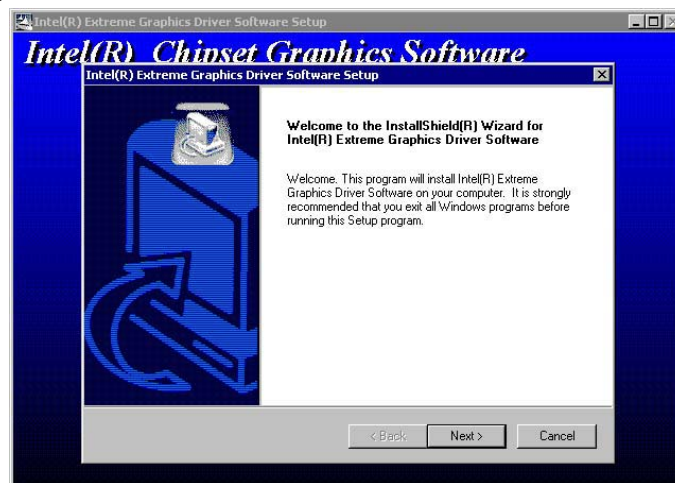 Intel(R) Extreme Graphics Driver Software Setup
Intel(R) Chipset Graphics Software
Intel(R) Extreme Graphics Driver Software Setup
Welcome to the InstallShield(R) Wizard for
Intel(R) Extreme Graphics Driver Software
Welcome. This program will install Intel(R) Extreme
Graphics Driver Software on your computer. It is strongly
recommended that you exit all Windows programs before
running this Setup program.
< Back
Next >
Cancel